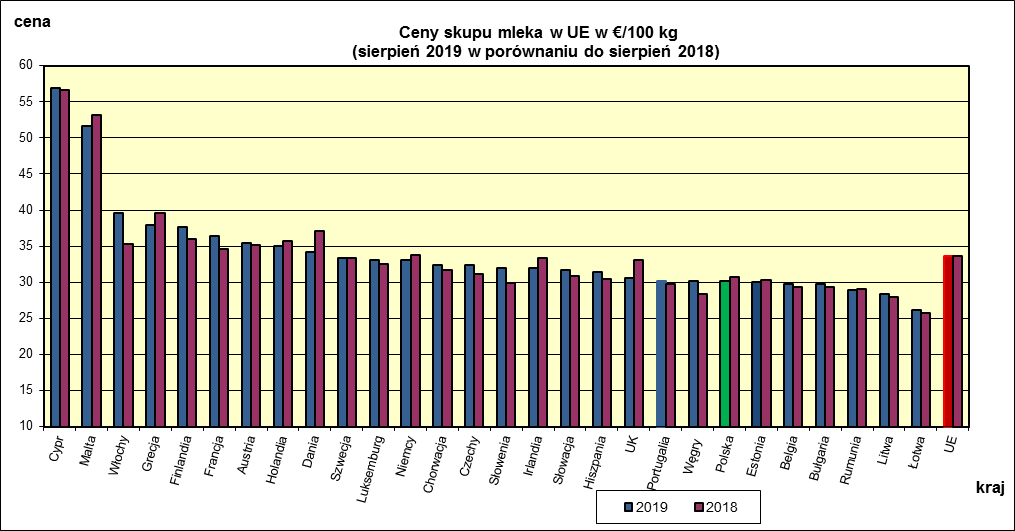 cena
Ceny skupu mleka w UE w €/100 kg
(sierpień 2019 w porównaniu do sierpień 2018)
60
55
50
45
40
35
30
25
20
15
10
Cypr
Malta
Włochy
Grecja
Finlandia
Francja
Austria
Holandia
Dania
Szwecja
Luksemburg
Niemcy
Chorwacja
Czechy
Słowenia
Irlandia
Słowacja
Hiszpania
UK
Portugalia
Węgry
Polska
Estonia
Belgia
Bułgaria
Rumunia
Litwa
Łotwa
UE
kraj
2019
2018